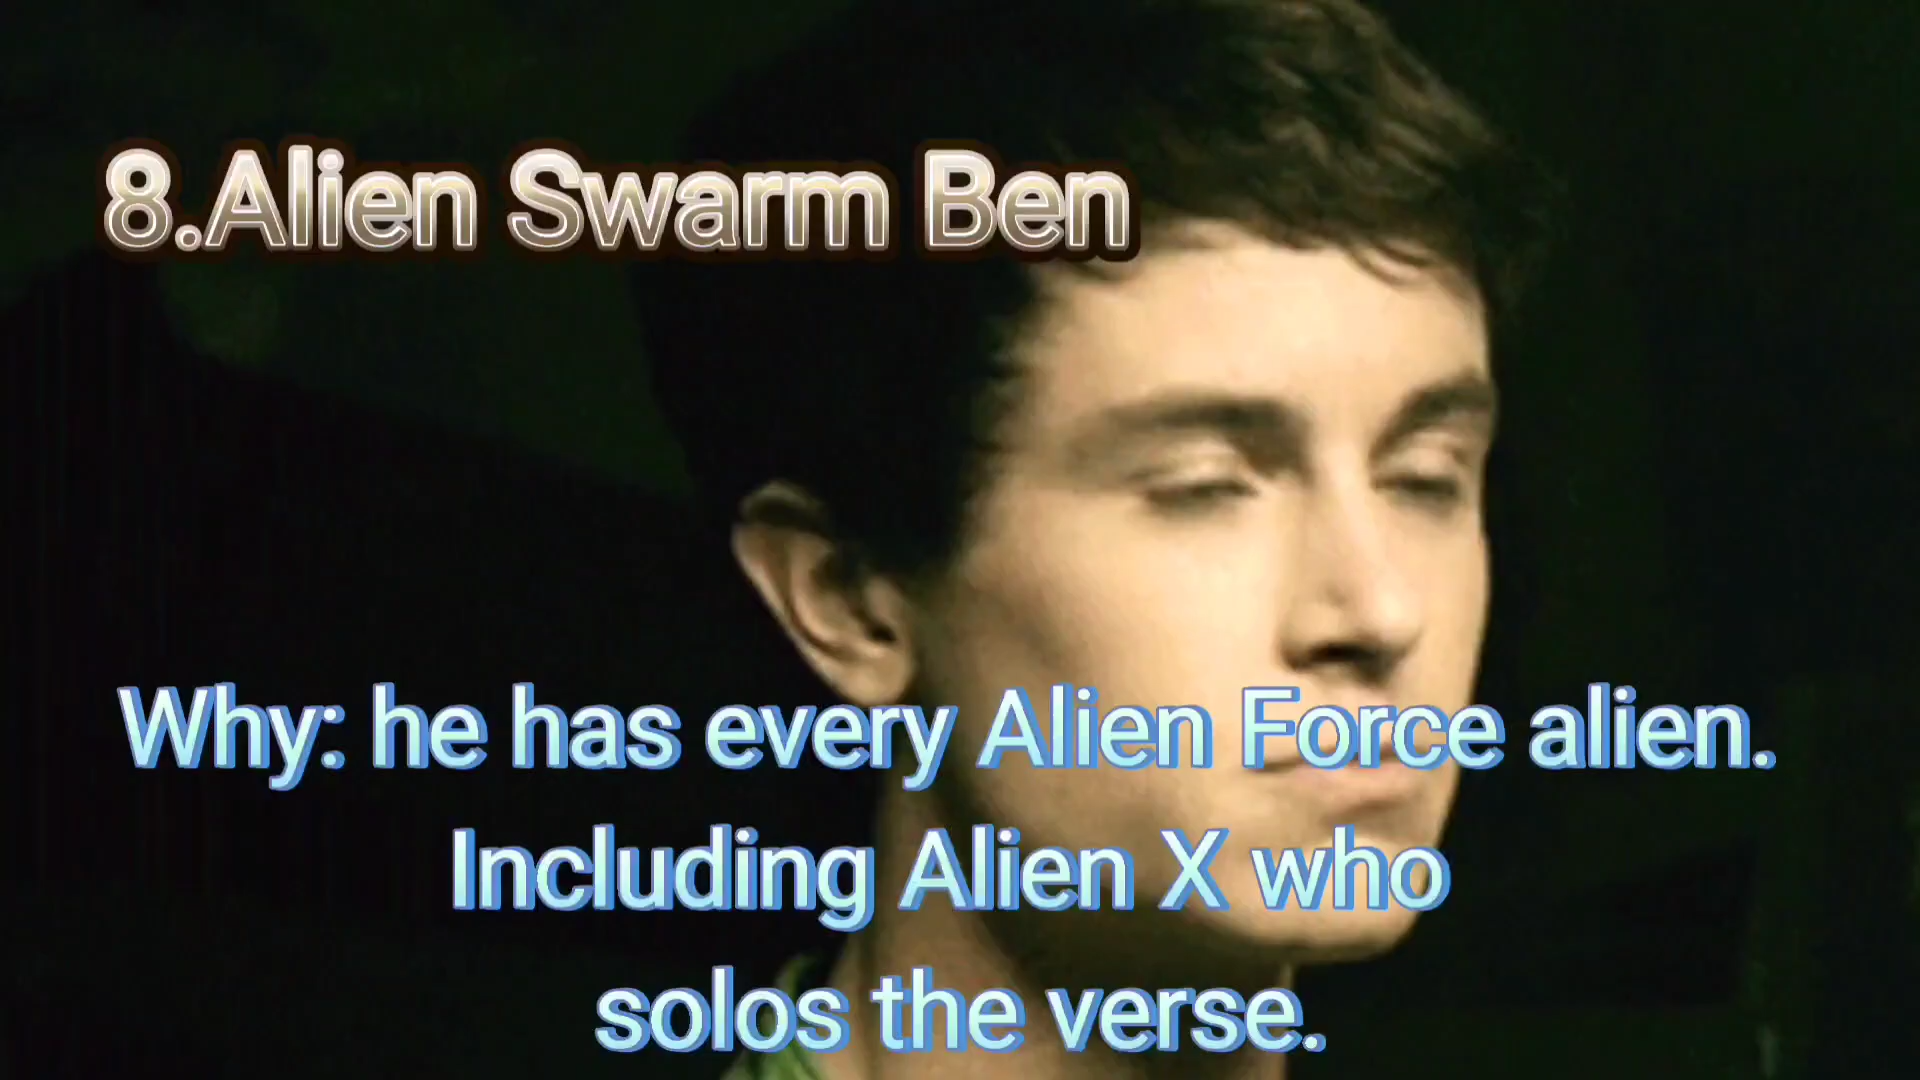 8.Alien Swarm Ben
Why: he has every Alien Force alien.
Including Alien X who
solos the verse.